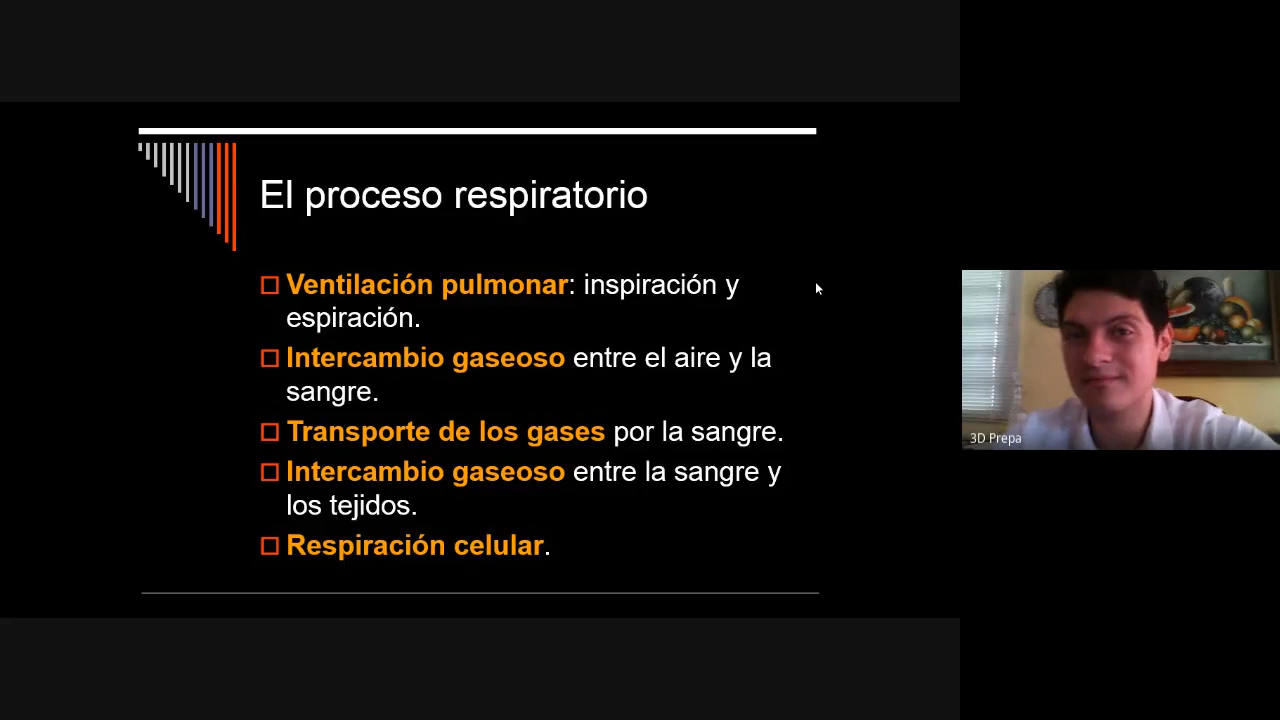 El proceso respiratorio
Ventilación pulmonar: inspiración y
espiración.
Intercambio gaseoso entre el aire y la
sangre.
Transporte de los gases por la sangre.
Intercambio gaseoso entre la sangre y
los tejidos.
Respiración celular.
3D Prepa